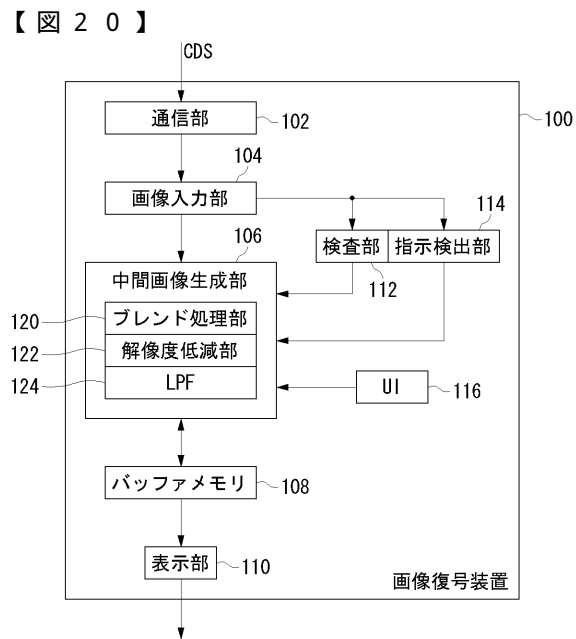 【図２０】
CDS
100
通信部
102
104
画像入力部
114
106
検査部
指示検出部
112
中間画像生成部
120
ブレンド処理部
122
解像度低減部
124
LPF
UI
116
バッファメモリ
108
表示部
110
画像復号装置